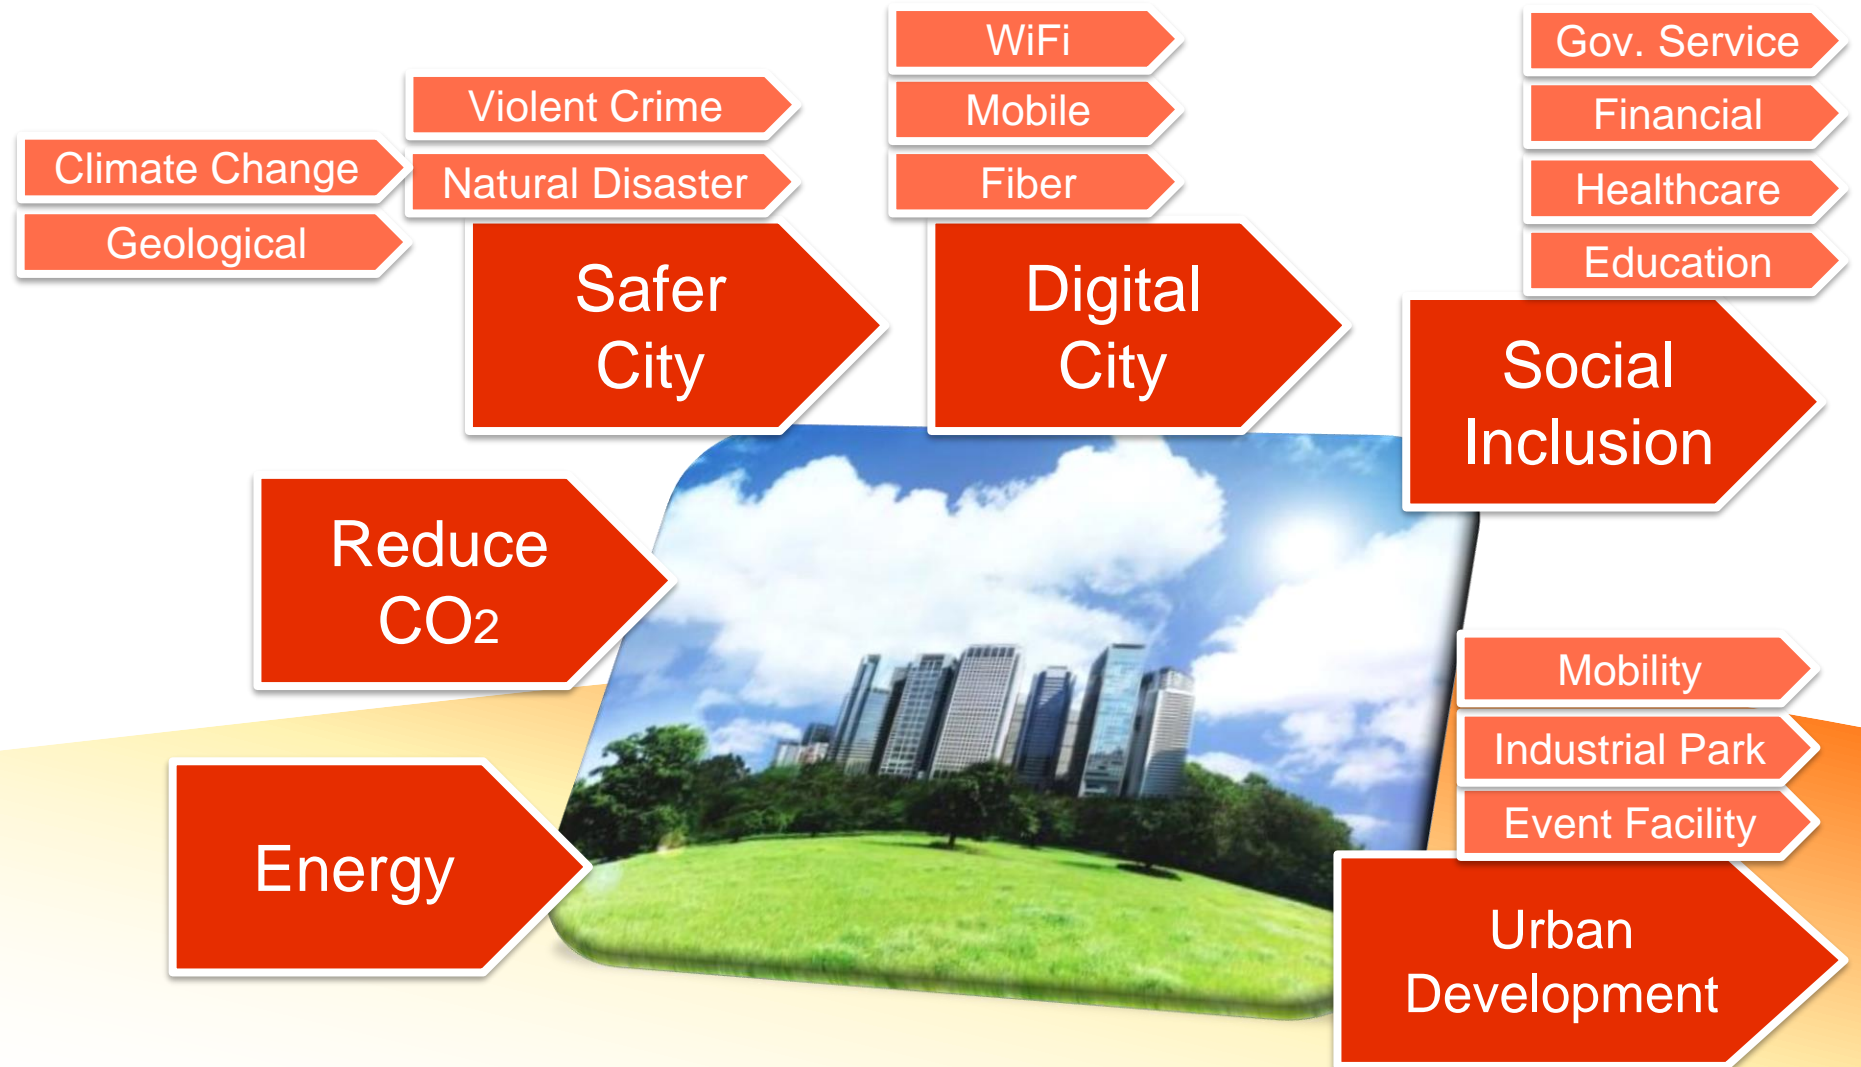 WiFi
Gov. Service
Violent Crime
Mobile
Financial
Climate Change
Natural Disaster
Fiber
Healthcare
Geological
Education
Safer
City
Digital
City
Social
Inclusion
Reduce
CO2
Mobility
Industrial Park
Event Facility
Energy
Urban
Development